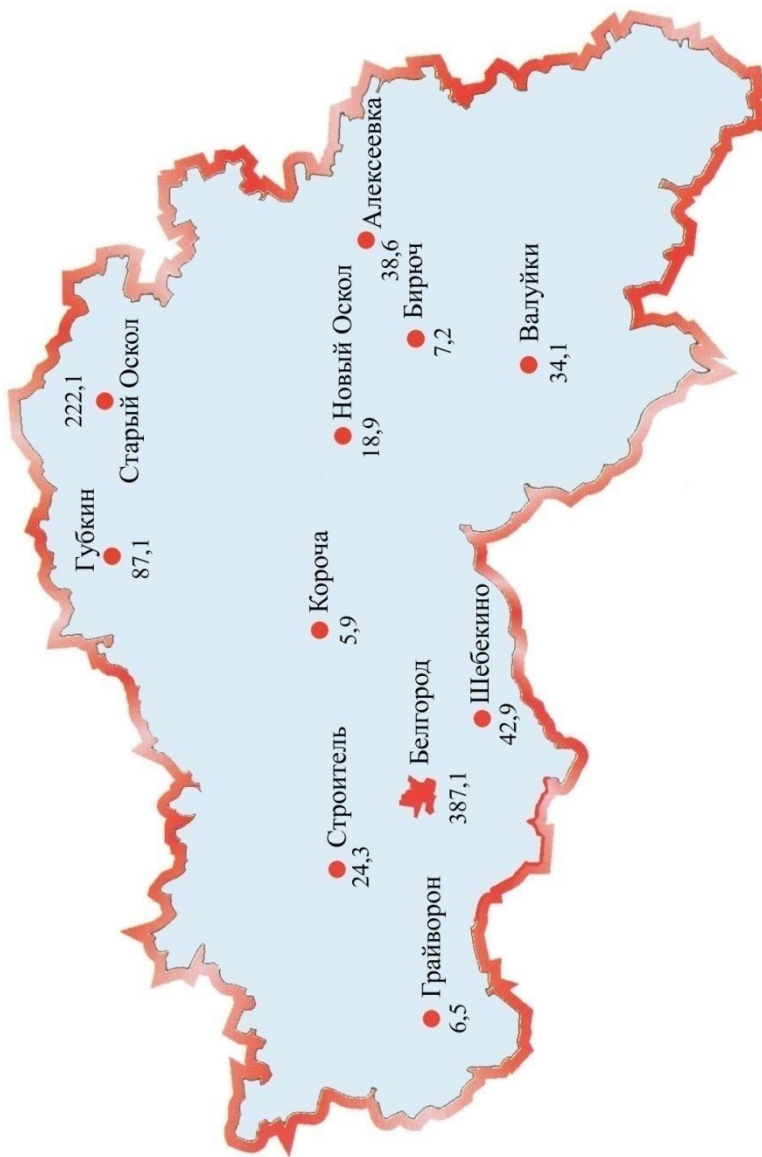 222,1
Старый Оскол
Губкин
87,1
Алексеевка
38,6
Новый Оскол
18,9
Бирюч
7,2
Валуйки
34,1
Короча
5,9
Строитель
24,3
Белгород
387,1
Шебекино
42,9
Грайворон
6,5